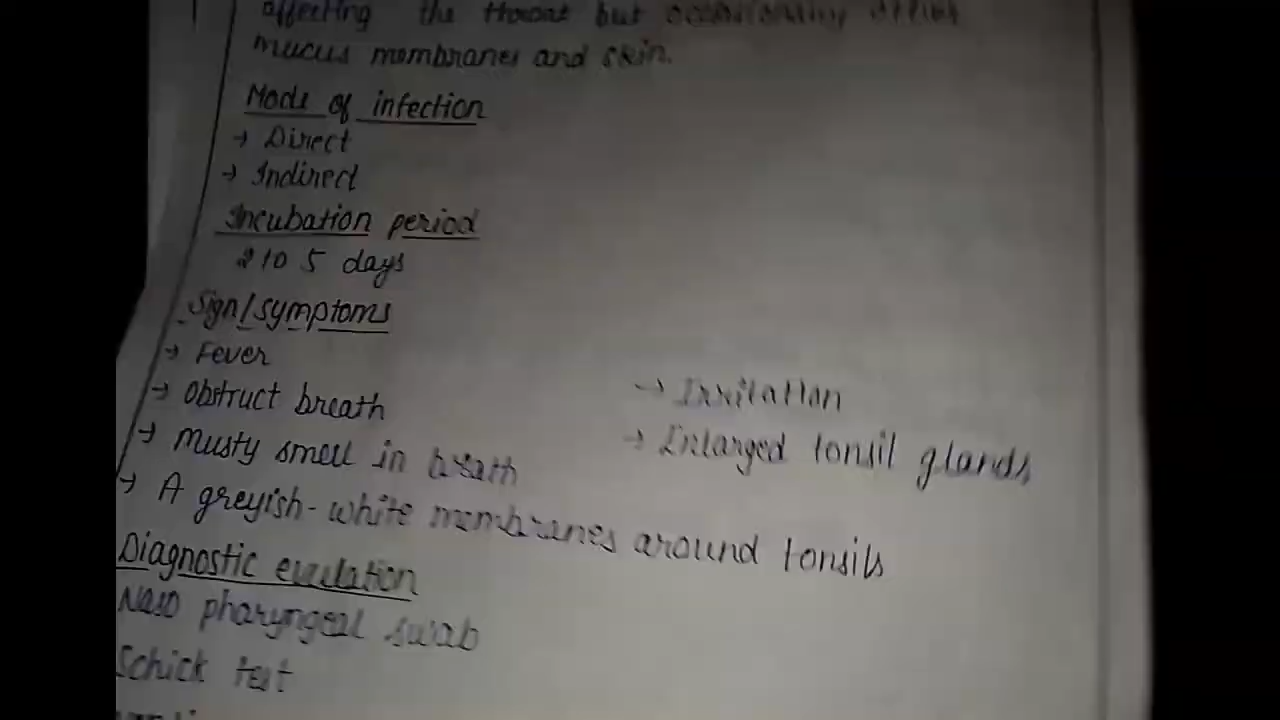 affecting the throat but occasionally affect
mucus membranes and skin.
Mode of infection
→ Direct
→ Indirect
Incubation period
2 to 5 days
Sign/symptoms
→ Fever
→ Obstruct breath
→ Irritation
→ Musty smell in breath
→ Enlarged tonsil glands
→ A greyish-white membranes around tonsils
Diagnostic evulation
Naso pharyngeal swab
Schick test